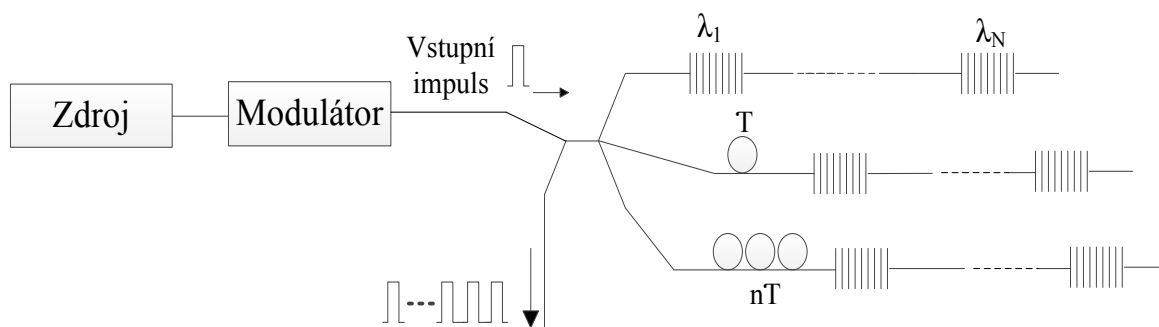 Zdroj
Modulátor
Vstupní
impuls
λ1
λN
T
nT